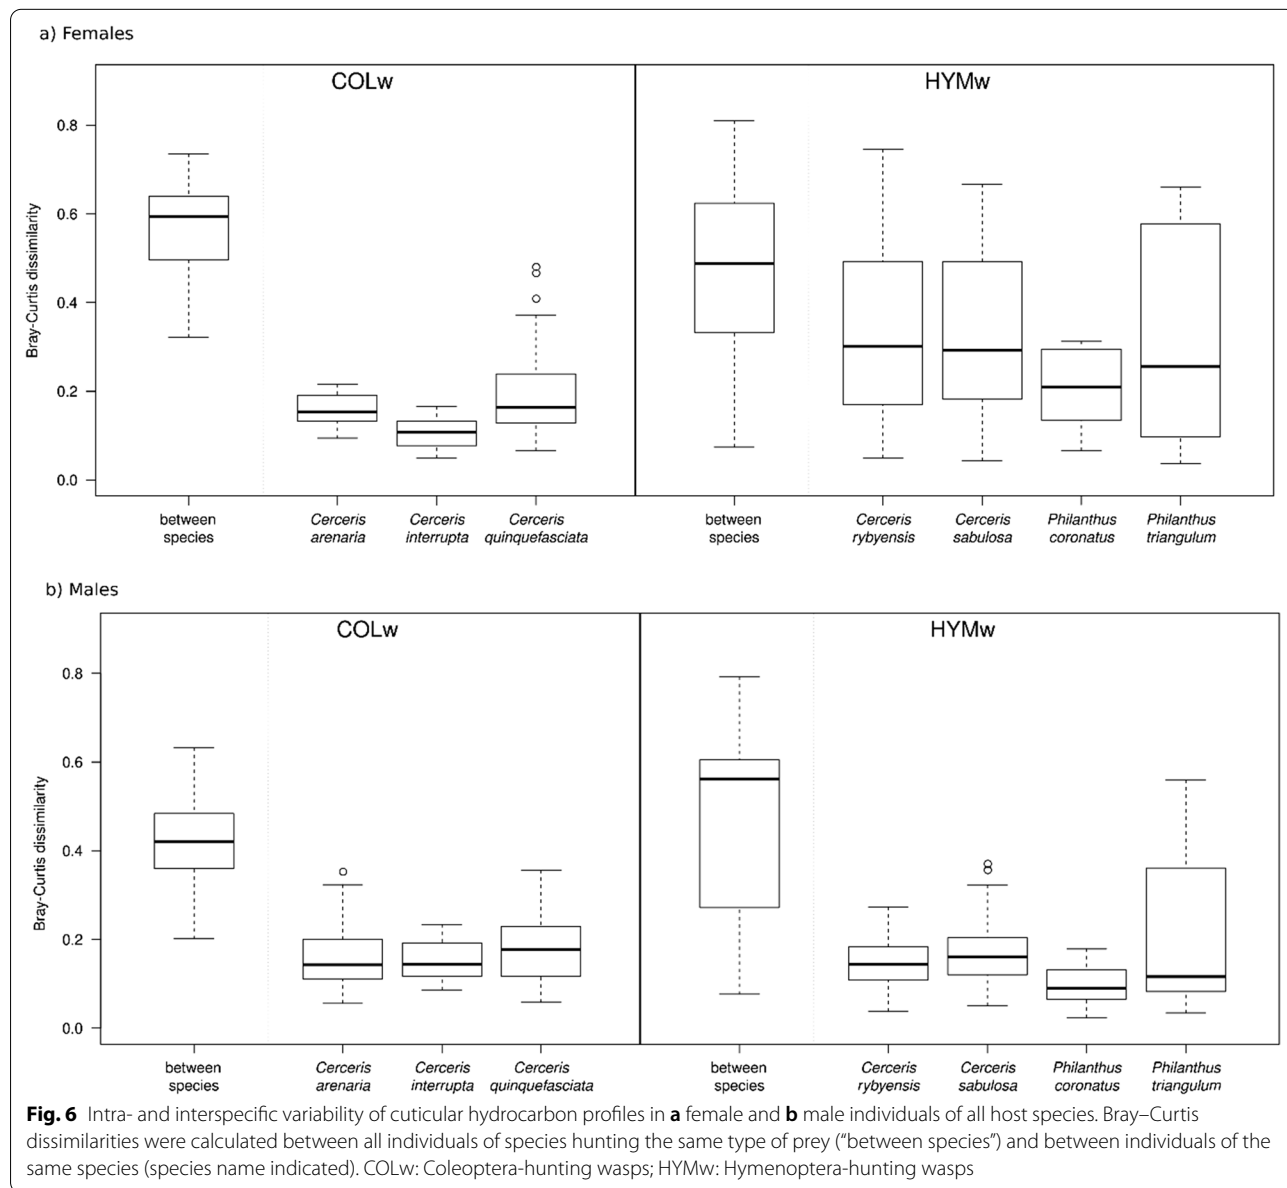 a) Females
COLw
HYMw
Bray-Curtis dissimilarity
0.8
0.6
0.4
0.2
0.0
between
species
Cerceris
arenaria
Cerceris
interrupta
Cerceris
quinquefasciata
between
species
Cerceris
rybyensis
Cerceris
sabulosa
Philanthus
coronatus
Philanthus
triangulum
b) Males
COLw
HYMw
Bray-Curtis dissimilarity
0.8
0.6
0.4
0.2
0.0
between
species
Cerceris
arenaria
Cerceris
interrupta
Cerceris
quinquefasciata
between
species
Cerceris
rybyensis
Cerceris
sabulosa
Philanthus
coronatus
Philanthus
triangulum
Fig. 6 Intra- and interspecific variability of cuticular hydrocarbon profiles in a female and b male individuals of all host species. Bray–Curtis
dissimilarities were calculated between all individuals of species hunting the same type of prey (“between species”) and between individuals of the
same species (species name indicated). COLw: Coleoptera-hunting wasps; HYMw: Hymenoptera-hunting wasps